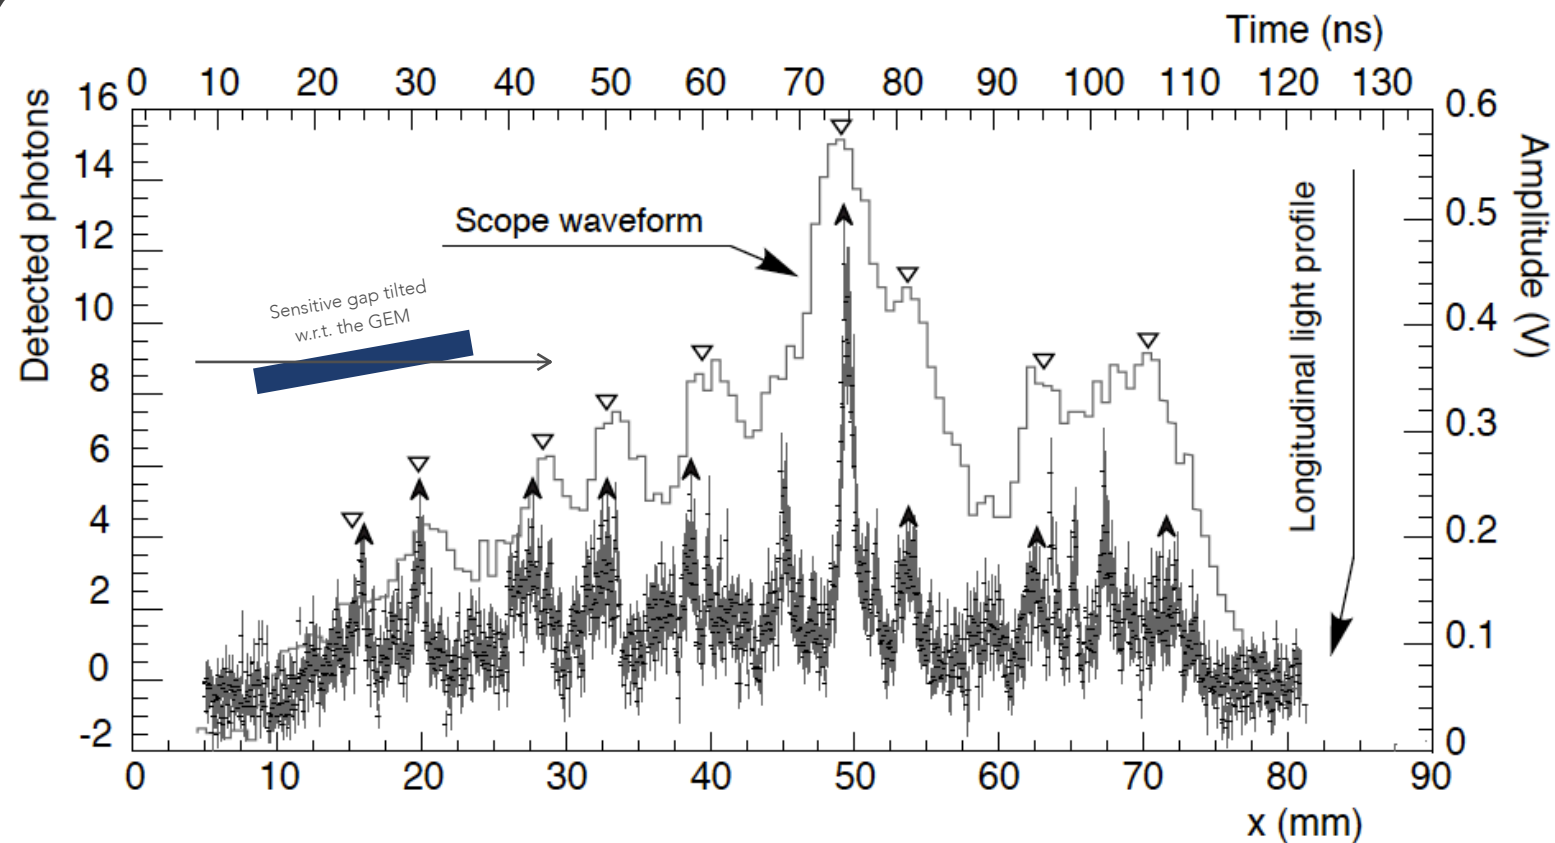 Time (ns)
0 10 20 30 40 50 60 70 80 90 100 110 120 130
Detected photons
16
14
12
10
8
6
4
2
0
-2
Scope waveform
Sensitive gap tilted
w.r.t. the GEM
Longitudinal light profile
0.6
0.5
0.4
0.3
0.2
0.1
0
Amplitude (V)
0 10 20 30 40 50 60 70 80 90
x (mm)